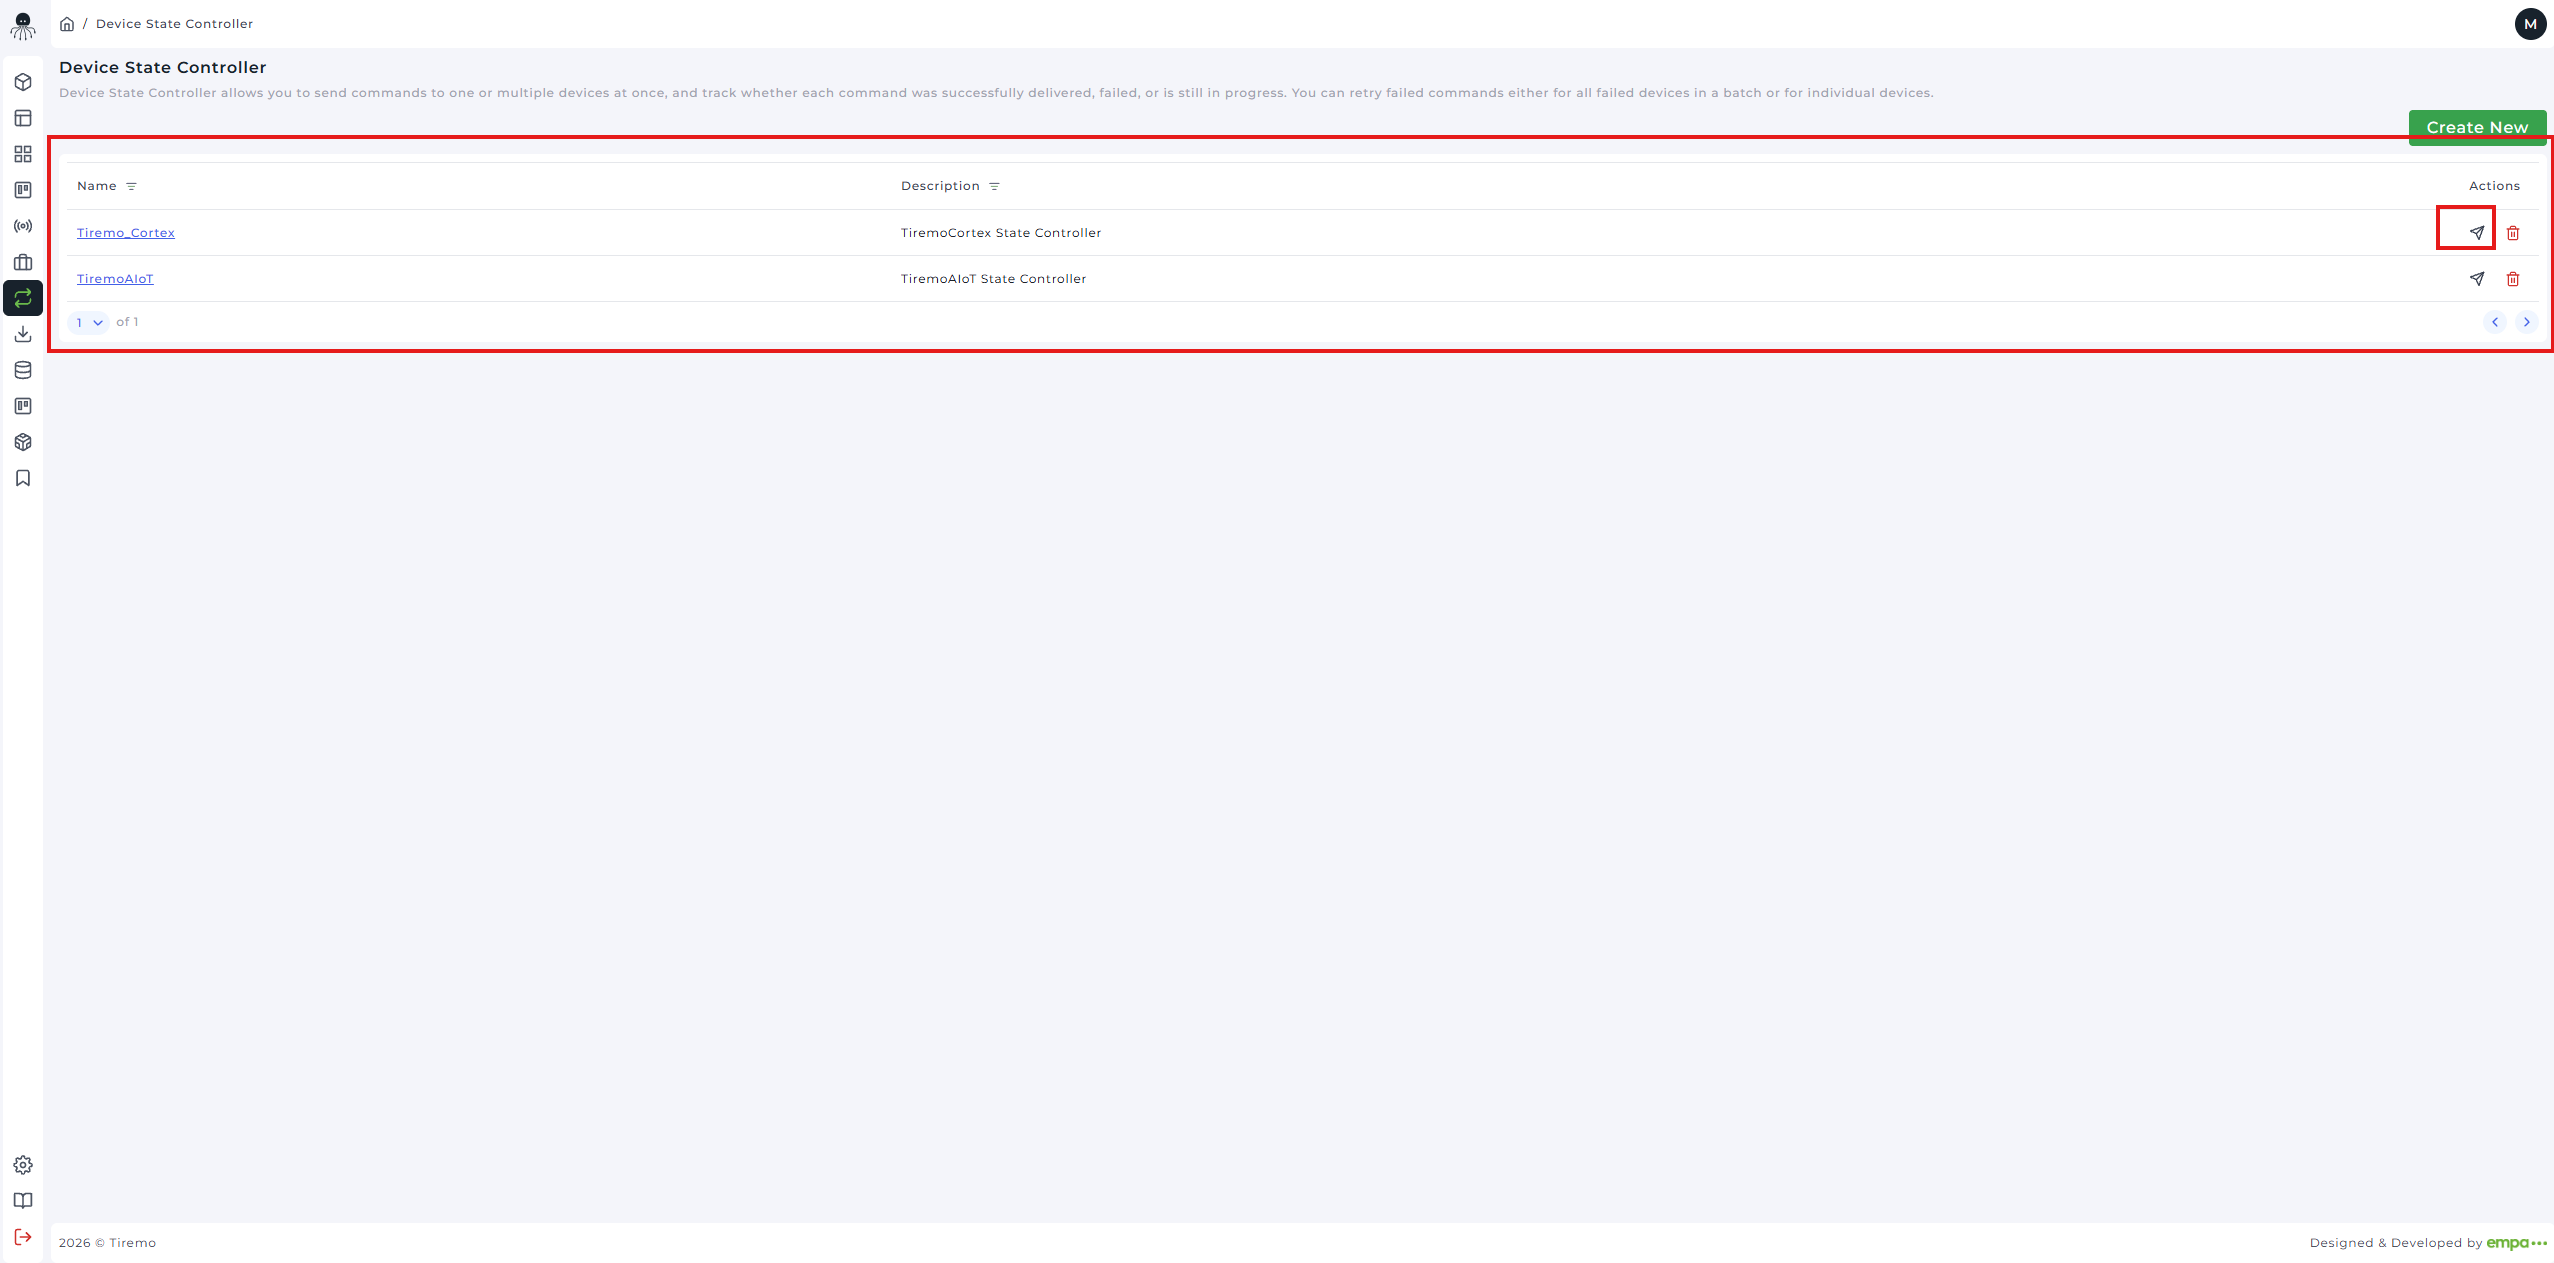 / Device State Controller
M
Device State Controller
Device State Controller allows you to send commands to one or multiple devices at once, and track whether each command was successfully delivered, failed, or is still in progress. You can retry failed commands either for all failed devices in a batch or for individual devices.
Create New
Name Description Actions
Tiremo_Cortex TiremoCortex State Controller
TiremoAIoT TiremoAIoT State Controller
1 of 1
2026 © Tiremo
Designed & Developed by empa